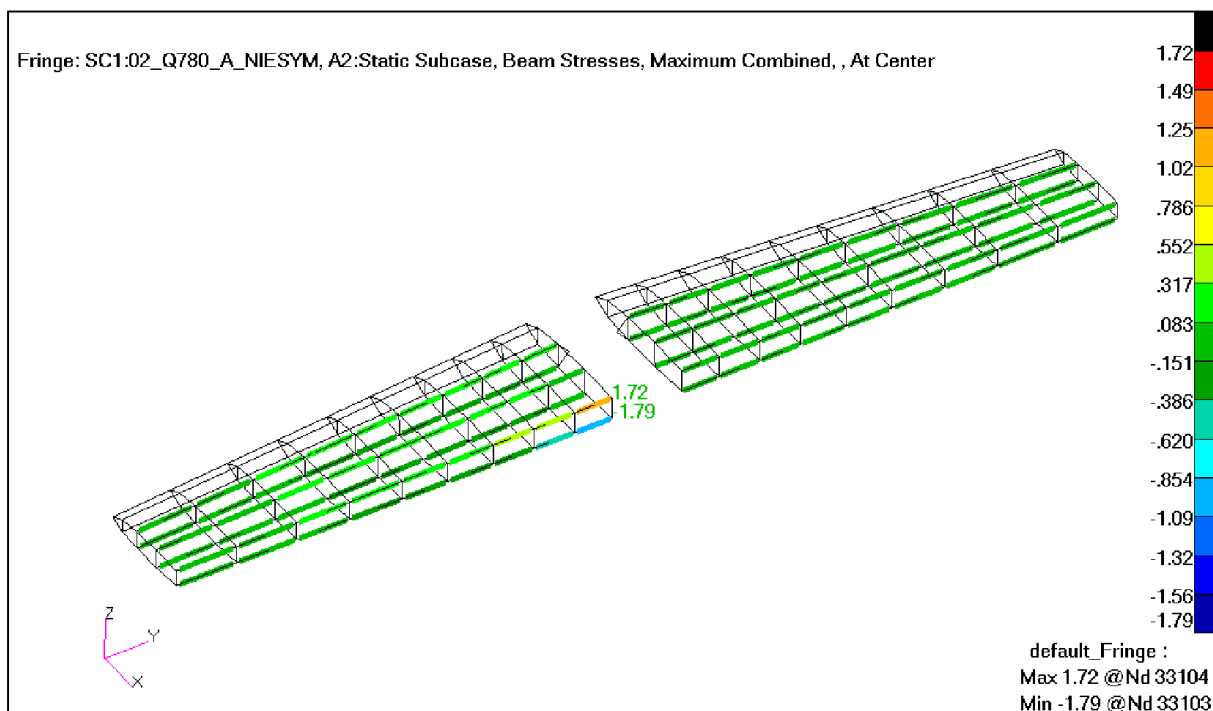 Fringe: SC1:02_Q780_A_NIESYM, A2:Static Subcase, Beam Stresses, Maximum Combined, , At Center
1.72
1.49
1.25
1.02
.786
.552
.317
.083
-.151
-.386
-.620
-.854
-1.09
-1.32
-1.56
-1.79
1.72
-1.79
Z
Y
X
default_Fringe :
Max 1.72 @Nd 33104
Min -1.79 @Nd 33103